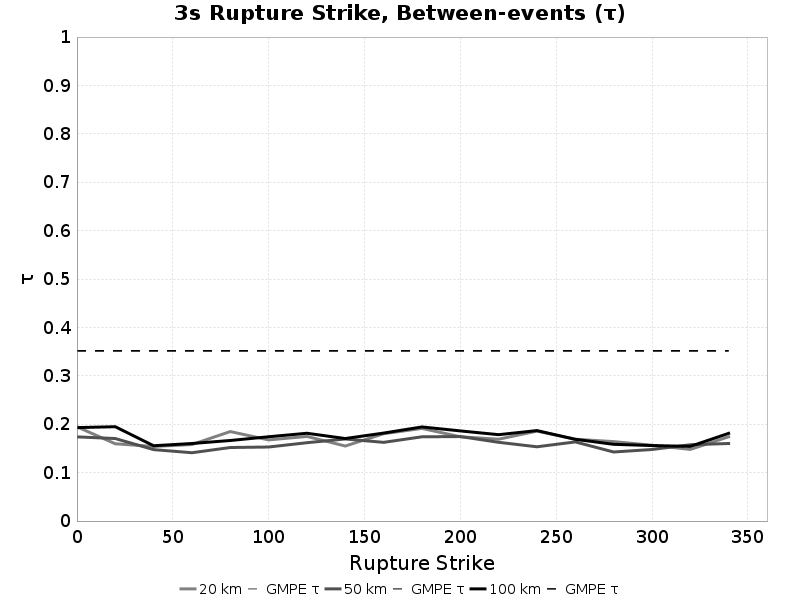 3s Rupture Strike, Between-events (τ)
1
0.9
0.8
0.7
0.6
0.5
0.4
0.3
0.2
0.1
0
τ
0 50 100 150 200 250 300 350
Rupture Strike
20 km GMPE τ 50 km GMPE τ 100 km GMPE τ